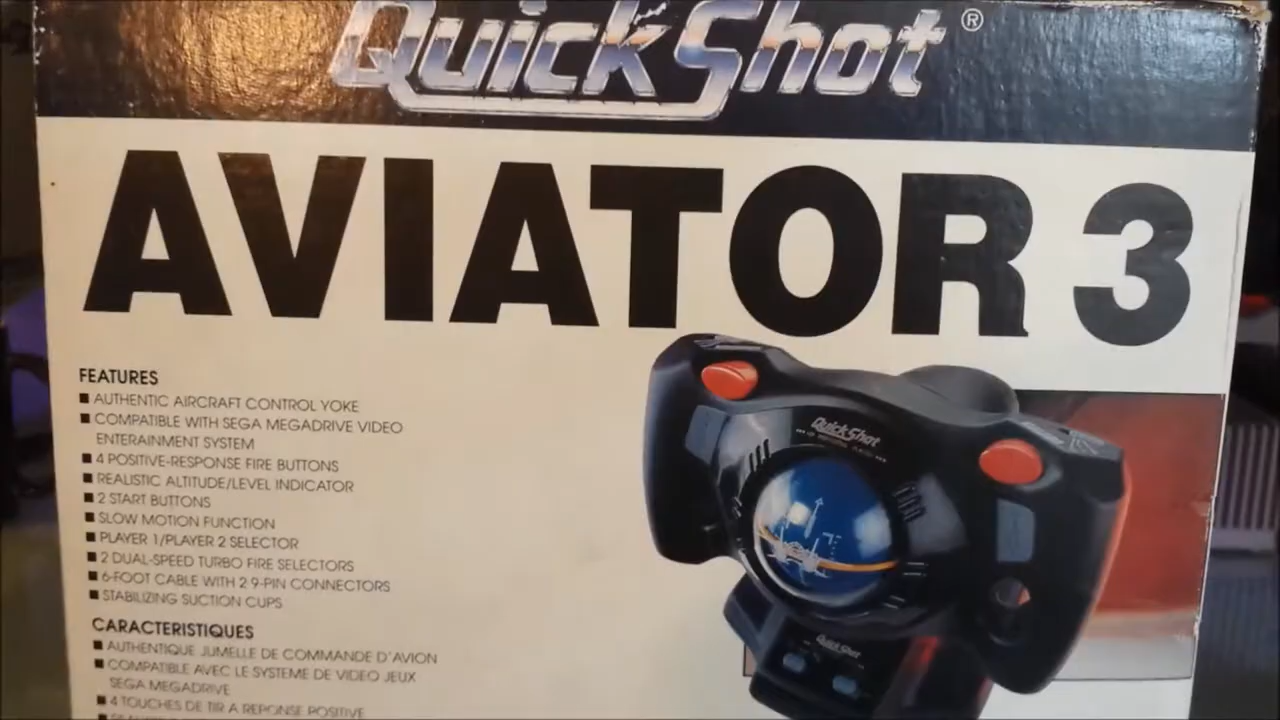 QuickShot®
AVIATOR 3
FEATURES
■ AUTHENTIC AIRCRAFT CONTROL YOKE
■ COMPATIBLE WITH SEGA MEGADRIVE VIDEO
ENTERAINMENT SYSTEM
■ 4 POSITIVE-RESPONSE FIRE BUTTONS
■ REALISTIC ALTITUDE/LEVEL INDICATOR
■ 2 START BUTTONS
■ SLOW MOTION FUNCTION
■ PLAYER 1/PLAYER 2 SELECTOR
■ 2 DUAL-SPEED TURBO FIRE SELECTORS
■ 6-FOOT CABLE WITH 2 9-PIN CONNECTORS
■ STABILIZING SUCTION CUPS
CARACTERISTIQUES
■ AUTHENTIQUE JUMELLE DE COMMANDE D'AVION
■ COMPATIBLE AVEC LE SYSTEME DE VIDEO JEUX
SEGA MEGADRIVE
■ 4 TOUCHES DE TIR A REPONSE POSITIVE
QuickShot
QuickShot